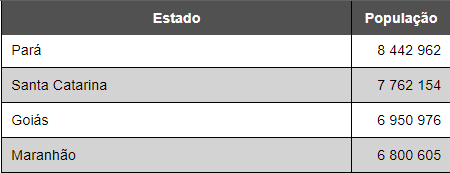 Estado População
Pará 8 442 962
Santa Catarina 7 762 154
Goiás 6 950 976
Maranhão 6 800 605